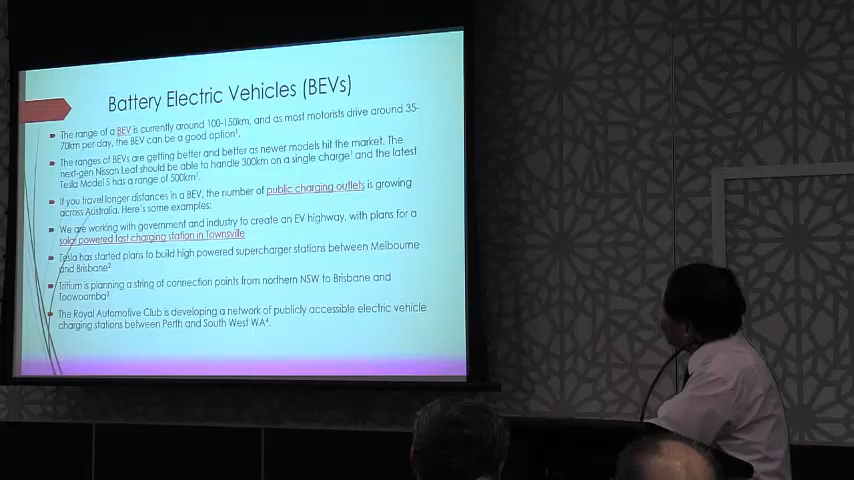 Battery Electric Vehicles (BEVs)
The range of a BEV is currently around 100-150km, and as most motorists drive around 35-
70km per day, the BEV can be a good option¹.
The ranges of BEVs are getting better and better as newer models hit the market. The
next-gen Nissan Leaf should be able to handle 300km on a single charge¹ and the latest
Tesla Model S has a range of 500km¹.
If you travel longer distances in a BEV, the number of public charging outlets is growing
across Australia. Here's some examples:
We are working with government and industry to create an EV highway, with plans for a
solar powered fast charging station in Townsville
Tesla has started plans to build high powered supercharger stations between Melbourne
and Brisbane²
Tritium is planning a string of connection points from northern NSW to Brisbane and
Toowoomba³
The Royal Automotive Club is developing a network of publicly accessible electric vehicle
charging stations between Perth and South West WA⁴.